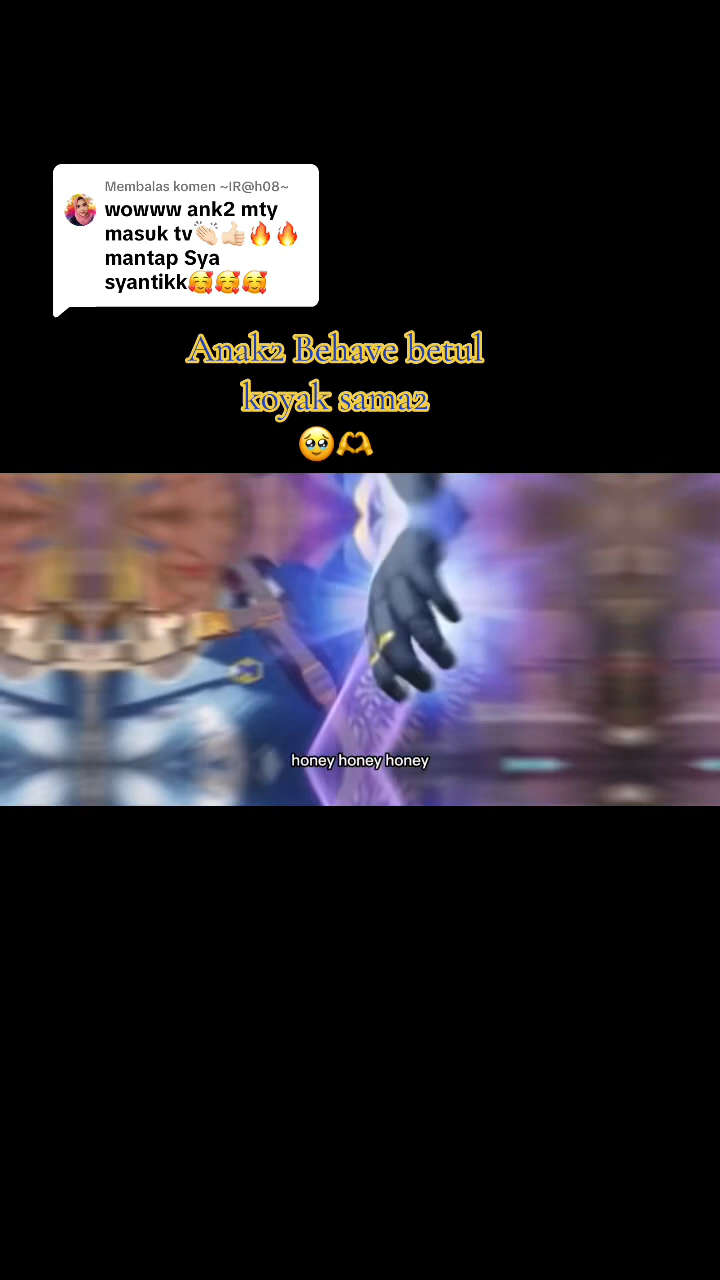 Membalas komen ~IR@h08~
wowww ank2 mty
masuk tv👏🏻👍🏻🔥🔥
mantap Sya
syantikk🥰🥰🥰
Anak2 Behave betul
koyak sama2
🥹🫶
honey honey honey